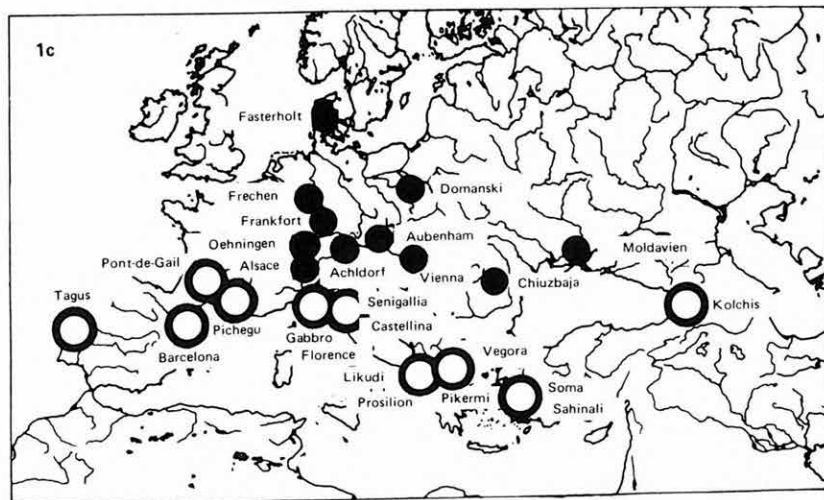 1c
Fasterholt
Frechen
Domanski
Frankfort
Oehningen
Aubenham
Moldavien
Pont-de-Gail
Alsace
Achldorf
Vienna
Chiuzbaja
Tagus
Senigallia
Kolchis
Pichegu
Gabbro
Castellina
Barcelona
Florence
Vegora
Likudi
Soma
Prosilion
Pikermi
Sahinali